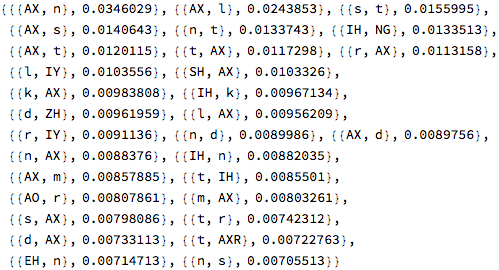 {{{AX, n}, 0.0346029}, {{AX, l}, 0.0243853}, {{s, t}, 0.0155995},
{{AX, s}, 0.0140643}, {{n, t}, 0.0133743}, {{IH, NG}, 0.0133513},
{{AX, t}, 0.0120115}, {{t, AX}, 0.0117298}, {{r, AX}, 0.0113158},
{{l, IY}, 0.0103556}, {{SH, AX}, 0.0103326},
{{k, AX}, 0.00983808}, {{IH, k}, 0.00967134},
{{d, ZH}, 0.00961959}, {{l, AX}, 0.00956209},
{{r, IY}, 0.0091136}, {{n, d}, 0.0089986}, {{AX, d}, 0.0089756},
{{n, AX}, 0.0088376}, {{IH, n}, 0.00882035},
{{AX, m}, 0.00857885}, {{t, IH}, 0.0085501},
{{AO, r}, 0.00807861}, {{m, AX}, 0.00803261},
{{s, AX}, 0.00798086}, {{t, r}, 0.00742312},
{{d, AX}, 0.00733113}, {{t, AXR}, 0.00722763},
{{EH, n}, 0.00714713}, {{n, s}, 0.00705513}}